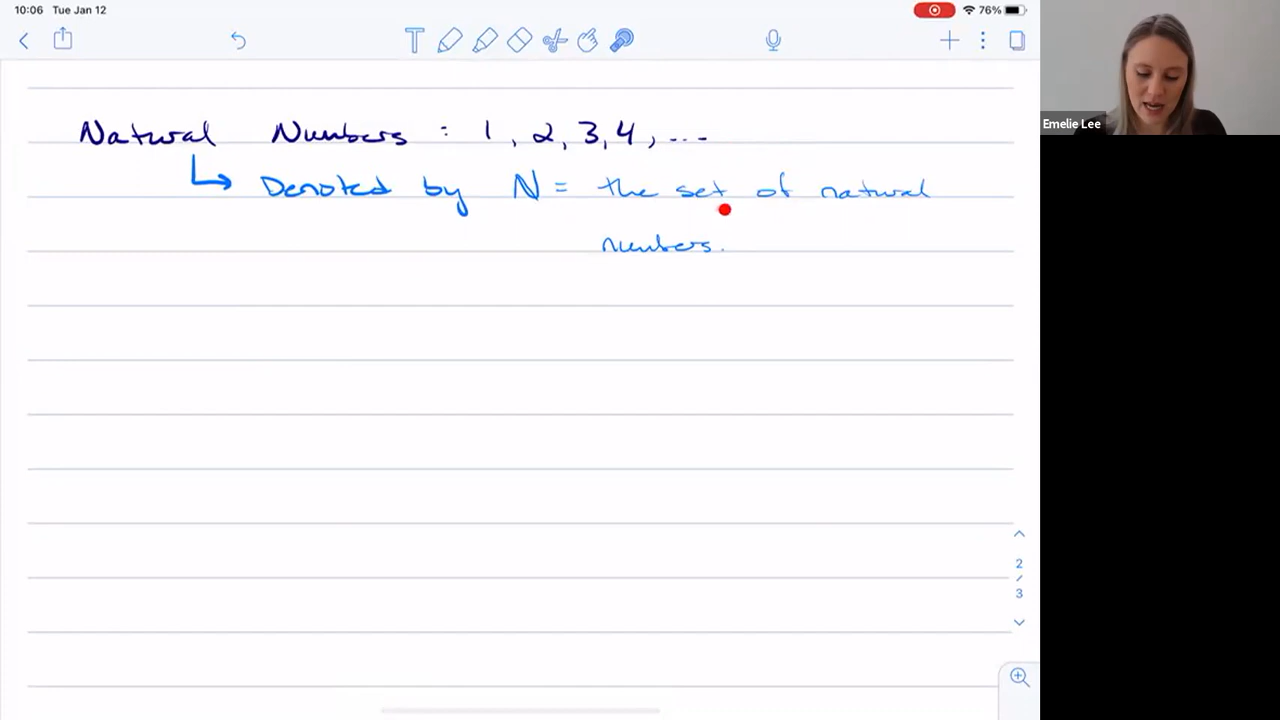 10:06 Tue Jan 12
76%
T
Emelie Lee
Natural Numbers : 1, 2, 3, 4, ...
↳ Denoted by N = the set of natural
numbers.
2
/
3